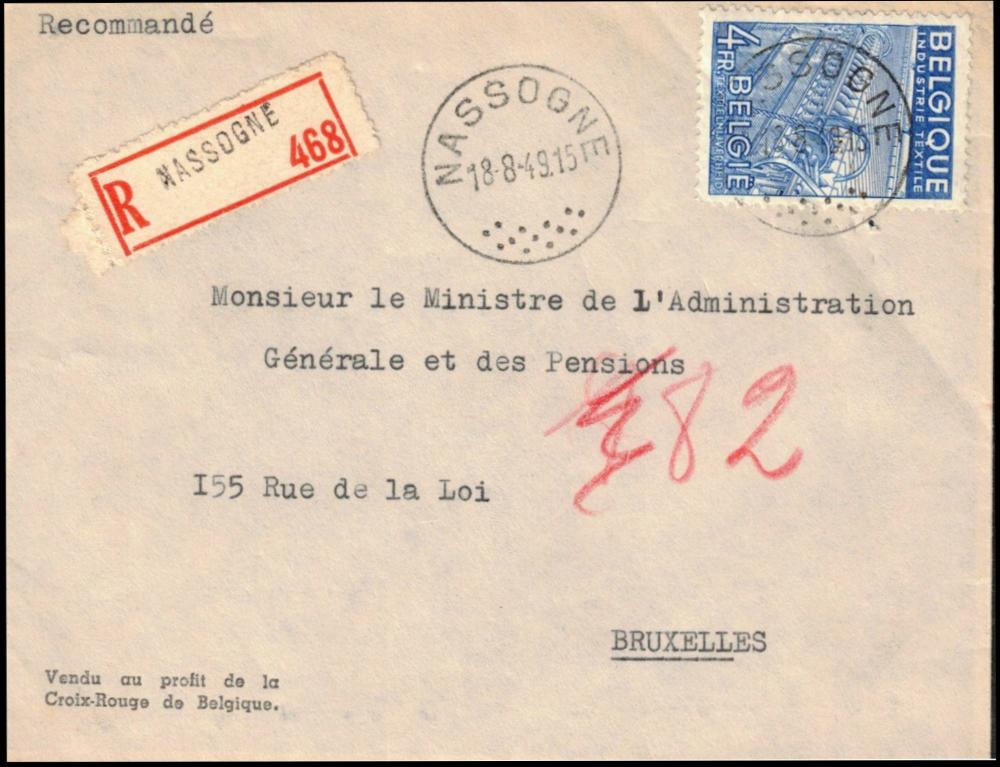 Recommandé
R NASSOGNE 468
NASSOGNE
18-8-49.15
BELGIQUE
INDUSTRIE TEXTILE
4 FR. BELGIË
TEXTIELNIJVERHEID
Monsieur le Ministre de L'Administration
Générale et des Pensions
82
I55 Rue de la Loi
BRUXELLES
Vendu au profit de la
Croix-Rouge de Belgique.